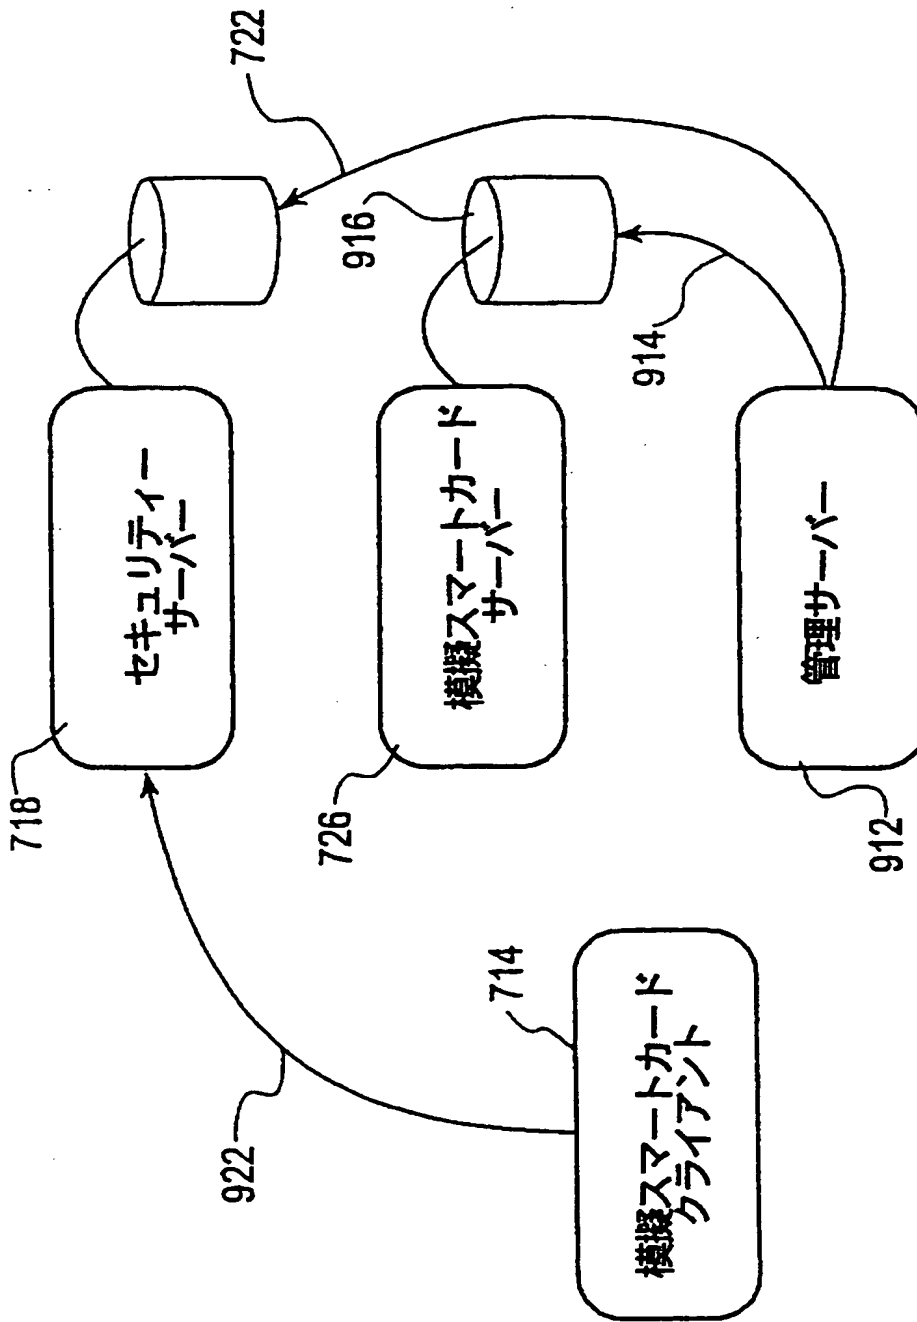 718
セキュリティー
サーバー
722
726
模擬スマートカード
サーバー
916
914
912
管理サーバー
922
714
模擬スマートカード
クライアント